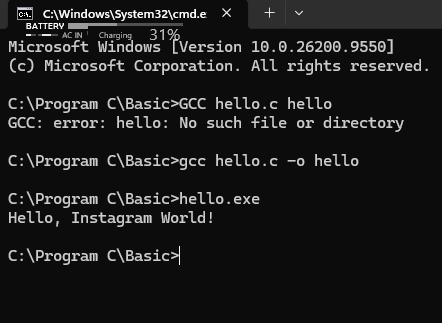 C:\Windows\System32\cmd.e
BATTERY
AC IN Charging 31%
Microsoft Windows [Version 10.0.26200.9550]
(c) Microsoft Corporation. All rights reserved.
C:\Program C\Basic>GCC hello.c hello
GCC: error: hello: No such file or directory
C:\Program C\Basic>gcc hello.c -o hello
C:\Program C\Basic>hello.exe
Hello, Instagram World!
C:\Program C\Basic>